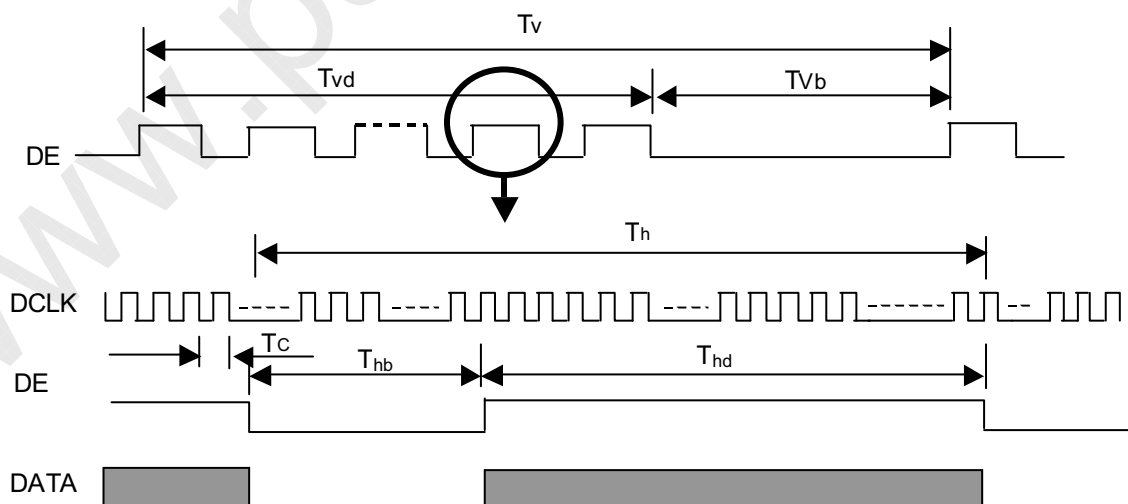 Tv
Tvd
TVb
DE
Th
DCLK
TC
Thb
Thd
DE
DATA